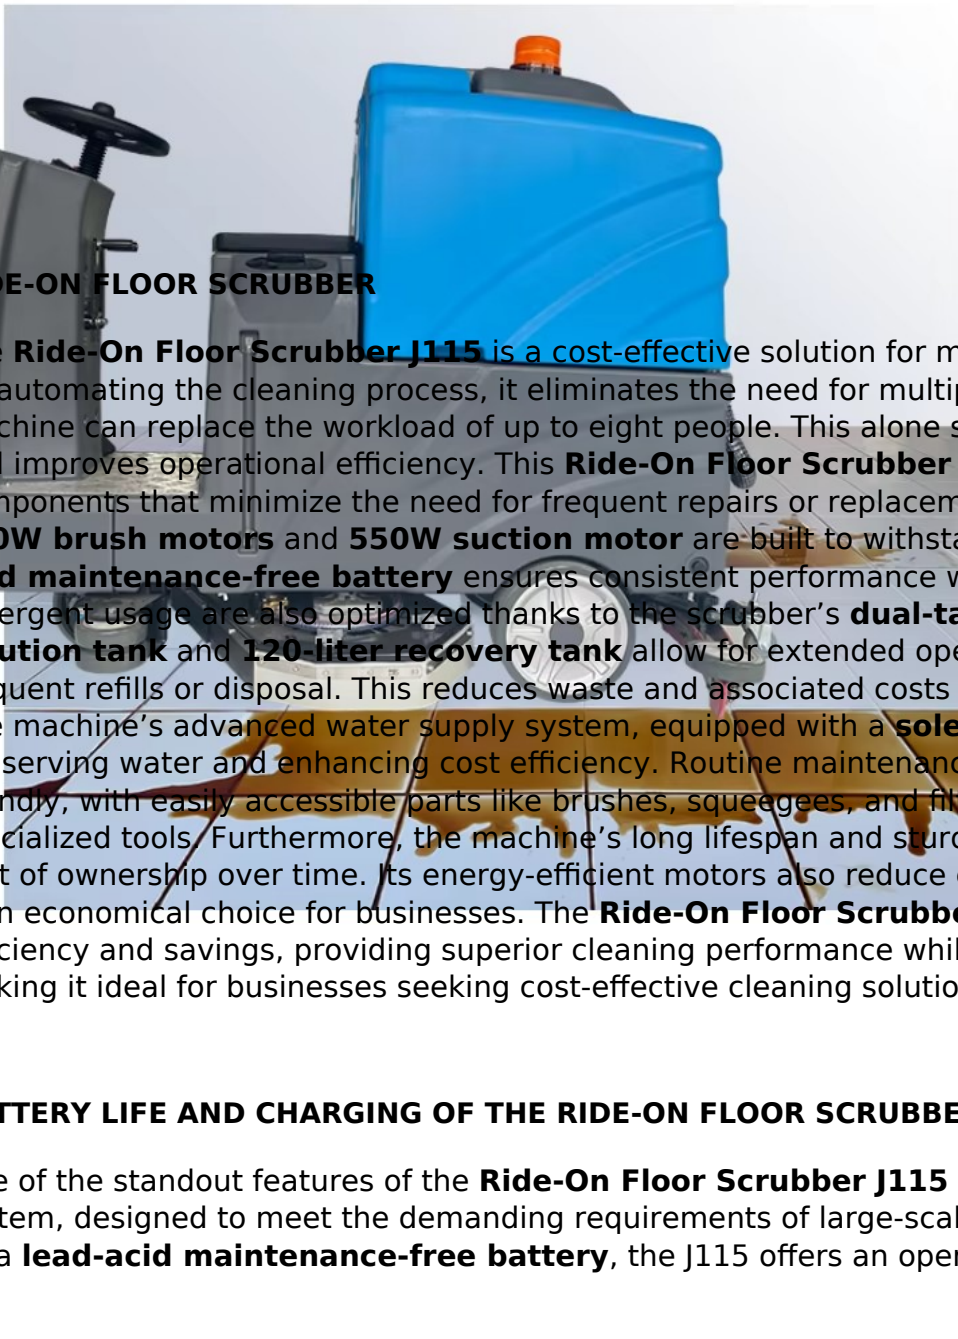 DE-ON FLOOR SCRUBBER
e Ride-On Floor Scrubber J115 is a cost-effective solution for m
automating the cleaning process, it eliminates the need for multip
chine can replace the workload of up to eight people. This alone s
d improves operational efficiency. This Ride-On Floor Scrubber
mponents that minimize the need for frequent repairs or replacem
0W brush motors and 550W suction motor are built to withsta
d maintenance-free battery ensures consistent performance w
ergent usage are also optimized thanks to the scrubber’s dual-ta
ution tank and 120-liter recovery tank allow for extended ope
quent refills or disposal. This reduces waste and associated costs
e machine’s advanced water supply system, equipped with a sole
serving water and enhancing cost efficiency. Routine maintenanc
ndly, with easily accessible parts like brushes, squeegees, and fil
cialized tools. Furthermore, the machine’s long lifespan and sturd
t of ownership over time. Its energy-efficient motors also reduce
n economical choice for businesses. The Ride-On Floor Scrubbe
ciency and savings, providing superior cleaning performance whil
king it ideal for businesses seeking cost-effective cleaning solutio
TTERY LIFE AND CHARGING OF THE RIDE-ON FLOOR SCRUBBE
e of the standout features of the Ride-On Floor Scrubber J115
tem, designed to meet the demanding requirements of large-scal
a lead-acid maintenance-free battery, the J115 offers an oper